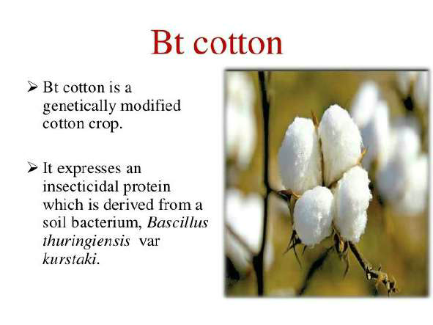 Bt cotton
➢ Bt cotton is a
genetically modified
cotton crop.
➢ It expresses an
insecticidal protein
which is derived from a
soil bacterium, Bascillus
thuringiensis var
kurstaki.